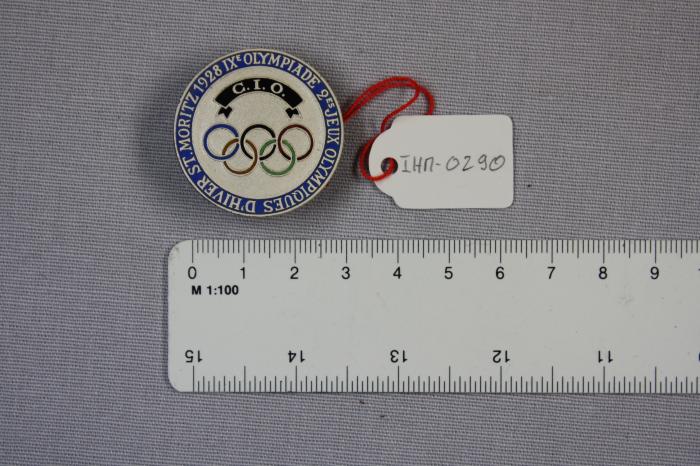 ST. MORITZ 1928 IXᴱ OLYMPIADE 2ᴱˢ JEUX OLYMPIQUES D'HIVER
C.I.O.
ІНП-0290
0 1 2 3 4 5 6 7 8 9
M 1:100
15 14 13 12 11